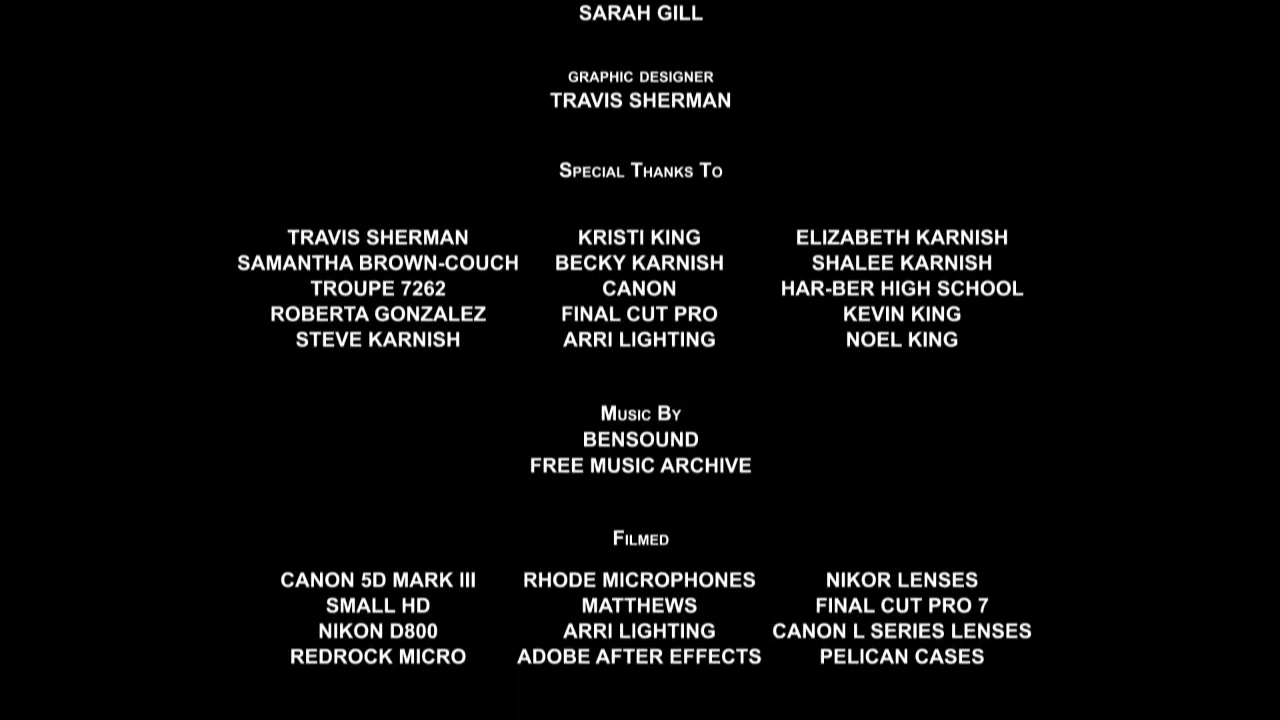 SARAH GILL
GRAPHIC DESIGNER
TRAVIS SHERMAN
SPECIAL THANKS TO
TRAVIS SHERMAN KRISTI KING ELIZABETH KARNISH
SAMANTHA BROWN-COUCH BECKY KARNISH SHALEE KARNISH
TROUPE 7262 CANON HAR-BER HIGH SCHOOL
ROBERTA GONZALEZ FINAL CUT PRO KEVIN KING
STEVE KARNISH ARRI LIGHTING NOEL KING
MUSIC BY
BENSOUND
FREE MUSIC ARCHIVE
FILMED
CANON 5D MARK III RHODE MICROPHONES NIKOR LENSES
SMALL HD MATTHEWS FINAL CUT PRO 7
NIKON D800 ARRI LIGHTING CANON L SERIES LENSES
REDROCK MICRO ADOBE AFTER EFFECTS PELICAN CASES